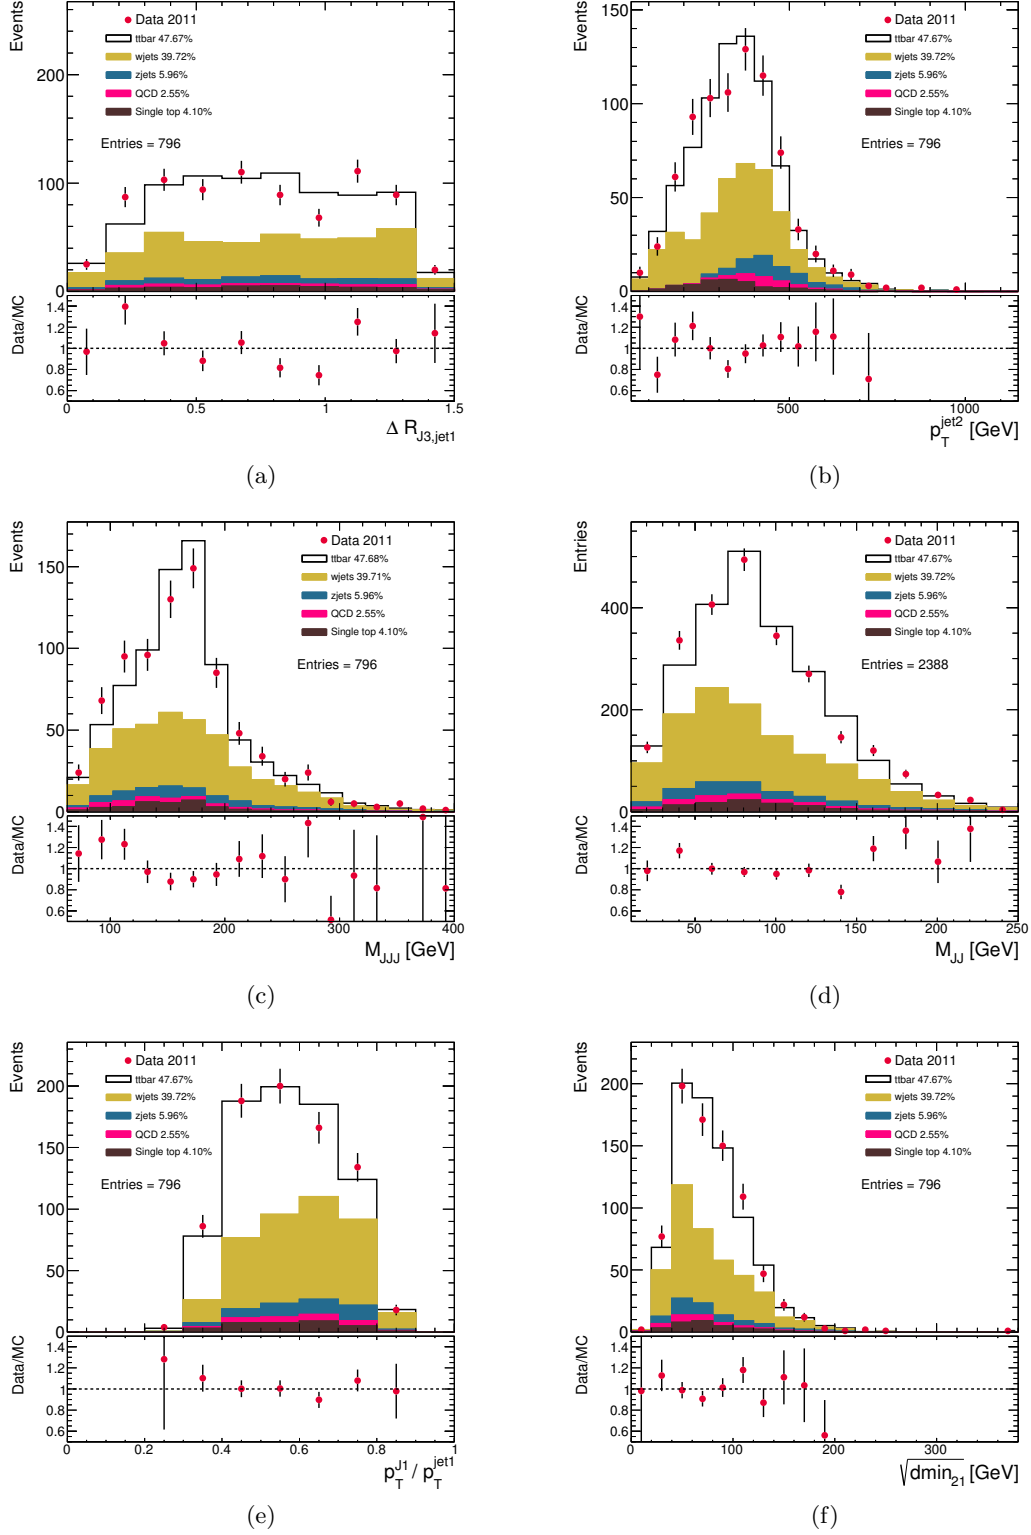 Events
200
100
0
Data 2011
ttbar 47.67%
wjets 39.72%
zjets 5.96%
QCD 2.55%
Single top 4.10%
Entries = 796
Data/MC
1.4
1.2
1
0.8
0.6
0 0.5 1 1.5
Δ R_J3,jet1
(a)
Events
150
100
50
0
Data 2011
ttbar 47.67%
wjets 39.72%
zjets 5.96%
QCD 2.55%
Single top 4.10%
Entries = 796
Data/MC
1.4
1.2
1
0.8
0.6
500 1000
p_T^jet2 [GeV]
(b)
Events
150
100
50
0
Data 2011
ttbar 47.68%
wjets 39.71%
zjets 5.96%
QCD 2.55%
Single top 4.10%
Entries = 796
Data/MC
1.4
1.2
1
0.8
0.6
100 200 300 400
M_JJJ [GeV]
(c)
Entries
400
200
0
Data 2011
ttbar 47.67%
wjets 39.72%
zjets 5.96%
QCD 2.55%
Single top 4.10%
Entries = 2388
Data/MC
1.4
1.2
1
0.8
0.6
50 100 150 200 250
M_JJ [GeV]
(d)
Events
200
150
100
50
0
Data 2011
ttbar 47.67%
wjets 39.72%
zjets 5.96%
QCD 2.55%
Single top 4.10%
Entries = 796
Data/MC
1.4
1.2
1
0.8
0.6
0 0.2 0.4 0.6 0.8 1
p_T^J1 / p_T^jet1
(e)
Events
200
150
100
50
0
Data 2011
ttbar 47.67%
wjets 39.72%
zjets 5.96%
QCD 2.55%
Single top 4.10%
Entries = 796
Data/MC
1.4
1.2
1
0.8
0.6
0 100 200 300
√dmin_21 [GeV]
(f)